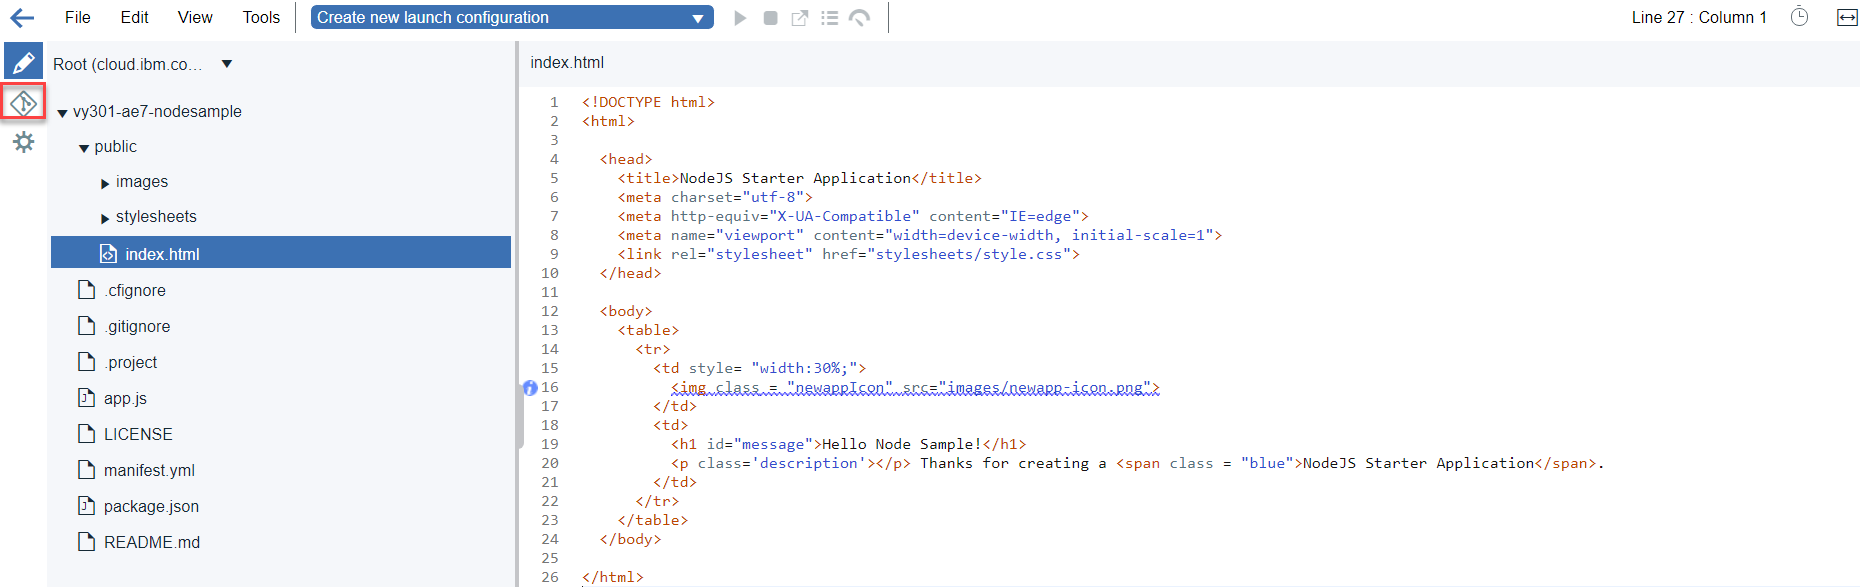 File Edit View Tools Create new launch configuration Line 27 : Column 1
Root (cloud.ibm.co...
vy301-ae7-nodesample
public
images
stylesheets
index.html
.cfignore
.gitignore
.project
app.js
LICENSE
manifest.yml
package.json
README.md
index.html
1 <!DOCTYPE html>
2 <html>
3
4 <head>
5 <title>NodeJS Starter Application</title>
6 <meta charset="utf-8">
7 <meta http-equiv="X-UA-Compatible" content="IE=edge">
8 <meta name="viewport" content="width=device-width, initial-scale=1">
9 <link rel="stylesheet" href="stylesheets/style.css">
10 </head>
11
12 <body>
13 <table>
14 <tr>
15 <td style= "width:30%;">
16 <img class = "newappIcon" src="images/newapp-icon.png">
17 </td>
18 <td>
19 <h1 id="message">Hello Node Sample!</h1>
20 <p class='description'></p> Thanks for creating a <span class = "blue">NodeJS Starter Application</span>.
21 </td>
22 </tr>
23 </table>
24 </body>
25
26 </html>